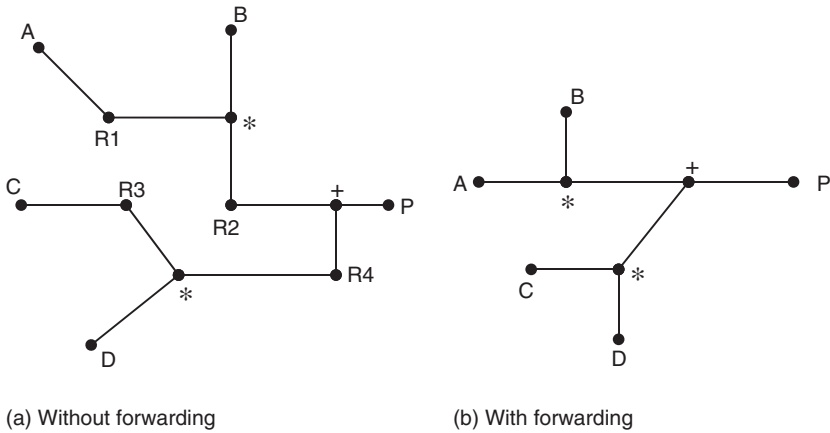 A
B
R1
*
C
R3
R2
+
P
*
R4
D
B
A
*
+
P
C
*
D
(a) Without forwarding
(b) With forwarding